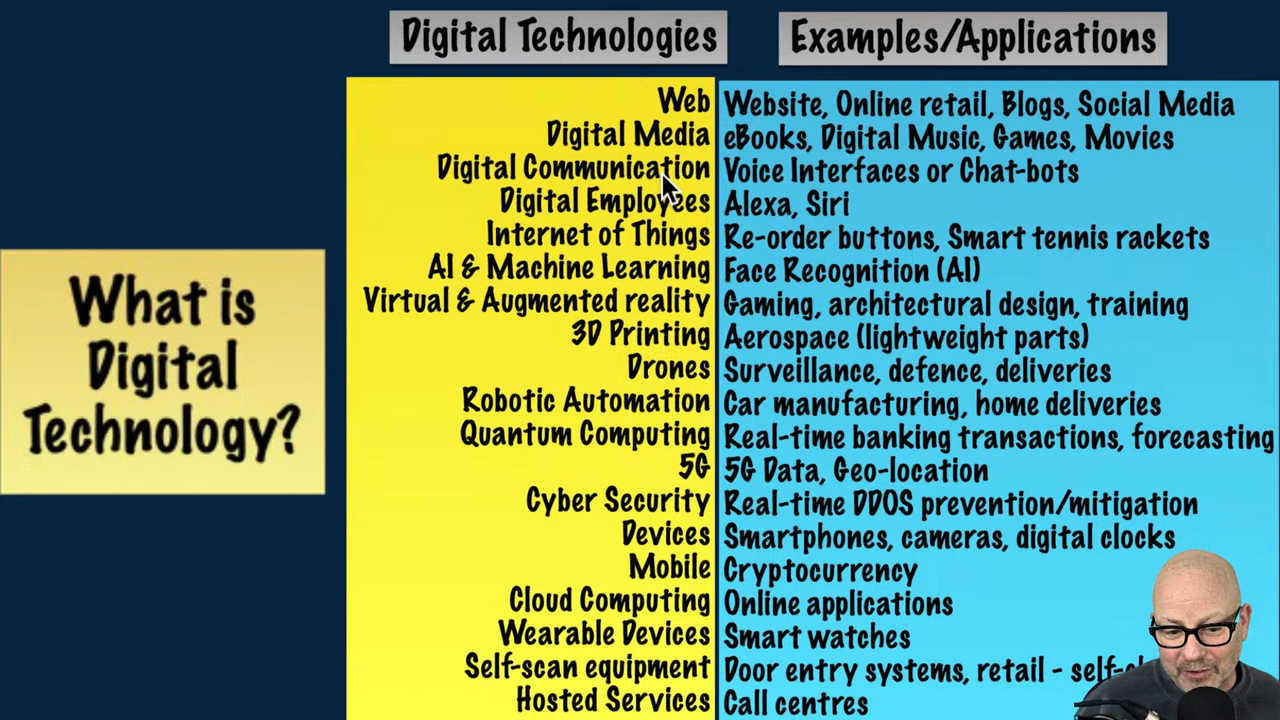 Digital Technologies
Examples/Applications
What is
Digital
Technology?
Web Website, Online retail, Blogs, Social Media
Digital Media eBooks, Digital Music, Games, Movies
Digital Communication Voice Interfaces or Chat-bots
Digital Employees Alexa, Siri
Internet of Things Re-order buttons, Smart tennis rackets
AI & Machine Learning Face Recognition (AI)
Virtual & Augmented reality Gaming, architectural design, training
3D Printing Aerospace (lightweight parts)
Drones Surveillance, defence, deliveries
Robotic Automation Car manufacturing, home deliveries
Quantum Computing Real-time banking transactions, forecasting
5G 5G Data, Geo-location
Cyber Security Real-time DDOS prevention/mitigation
Devices Smartphones, cameras, digital clocks
Mobile Cryptocurrency
Cloud Computing Online applications
Wearable Devices Smart watches
Self-scan equipment Door entry systems, retail -
Hosted Services Call centres